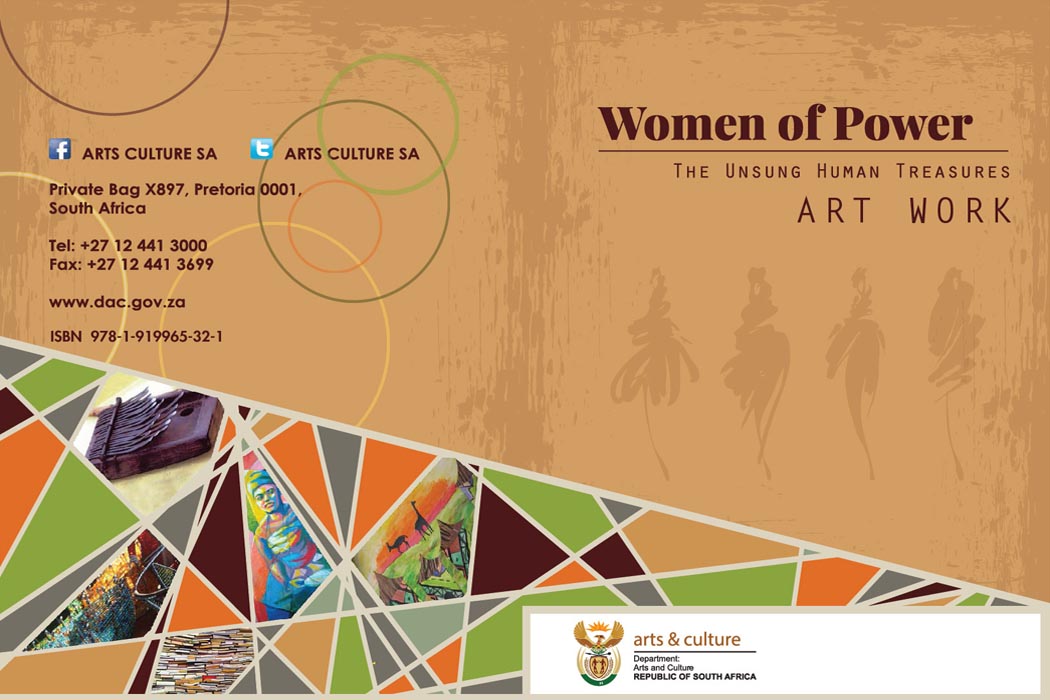 ARTS CULTURE SA ARTS CULTURE SA
Private Bag X897, Pretoria 0001,
South Africa
Tel: +27 12 441 3000
Fax: +27 12 441 3699
www.dac.gov.za
ISBN 978-1-919965-32-1
Women of Power
The Unsung Human Treasures
ART WORK
arts & culture
Department:
Arts and Culture
REPUBLIC OF SOUTH AFRICA